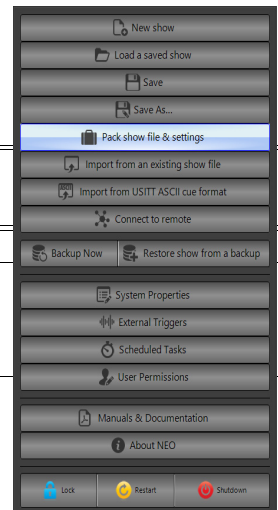 New show
Load a saved show
Save
Save As...
Pack show file & settings
Import from an existing show file
ASCII
Import from USITT ASCII cue format
Connect to remote
Backup Now
Restore show from a backup
System Properties
External Triggers
Scheduled Tasks
User Permissions
Manuals & Documentation
About NEO
Lock
Restart
Shutdown